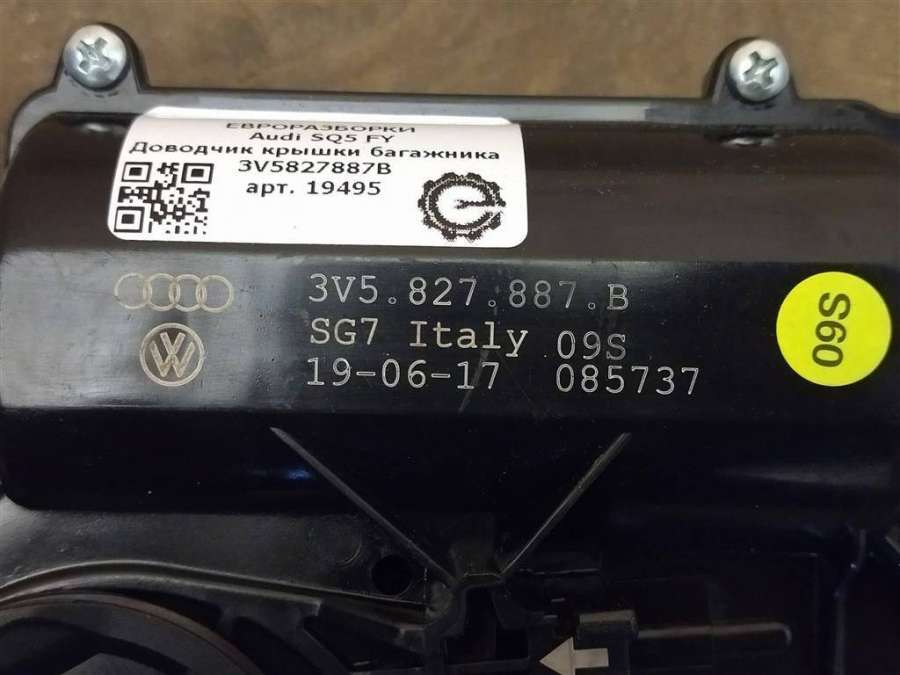 ЕВРОРАЗБОРКИ
Audi SQ5 FY
Доводчик крышки багажника
3V5827887B
арт. 19495
3V5.827.887.B
SG7 Italy 09S
19-06-17 085737
09S